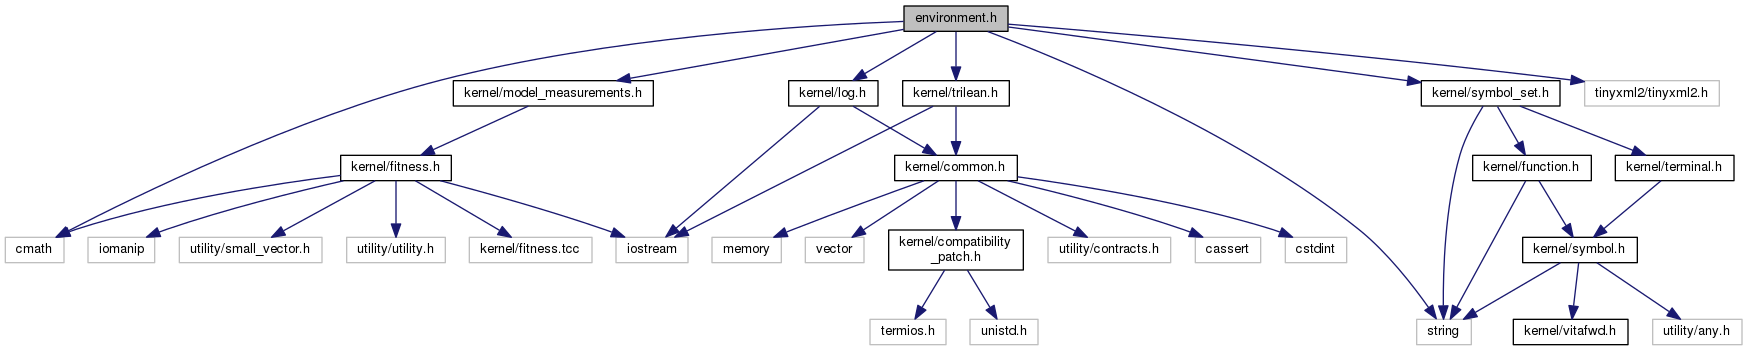 environment.h
kernel/model_measurements.h
kernel/log.h
kernel/trilean.h
kernel/symbol_set.h
tinyxml2/tinyxml2.h
kernel/fitness.h
kernel/common.h
kernel/function.h
kernel/terminal.h
cmath
iomanip
utility/small_vector.h
utility/utility.h
kernel/fitness.tcc
iostream
memory
vector
kernel/compatibility
_patch.h
utility/contracts.h
cassert
cstdint
kernel/symbol.h
termios.h
unistd.h
string
kernel/vitafwd.h
utility/any.h